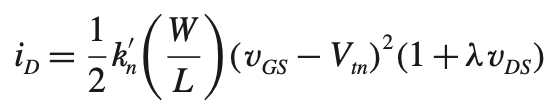 $i_D = \frac{1}{2} k_n' \left( \frac{W}{L} \right) (v_{GS} - V_{tn})^2 (1 + \lambda v_{DS})$